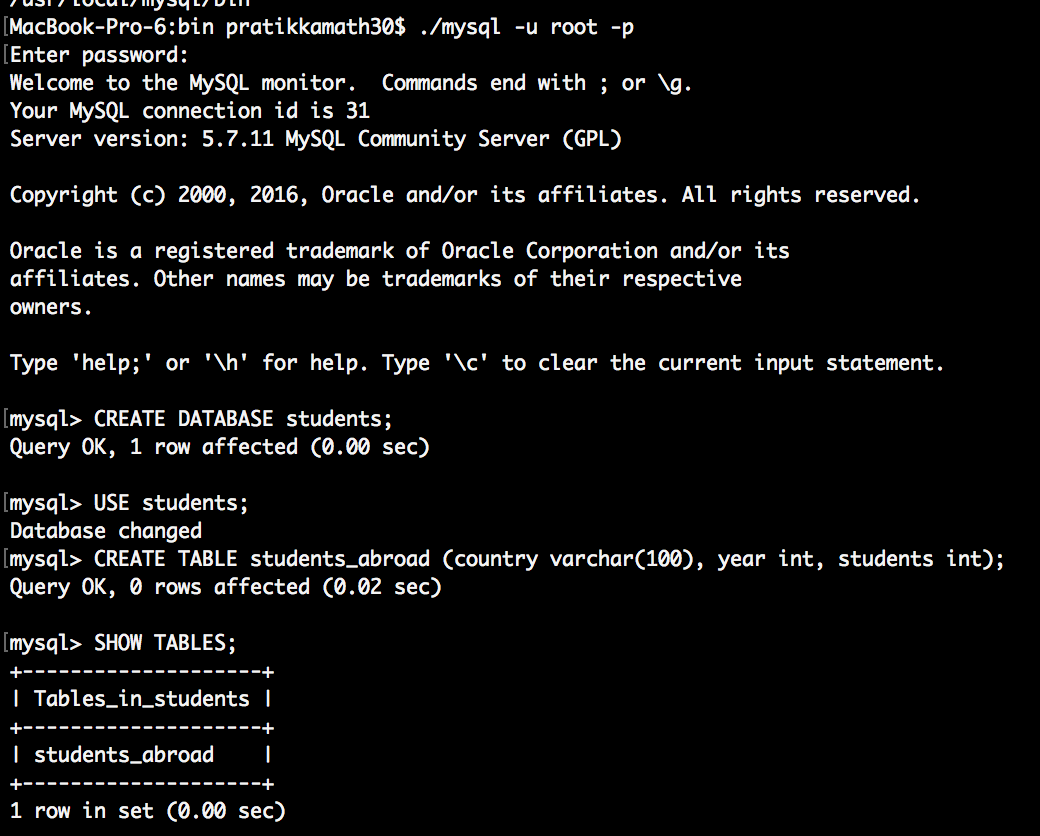 /usr/local/mysql/bin
[MacBook-Pro-6:bin pratikkamath30$ ./mysql -u root -p
[Enter password:
Welcome to the MySQL monitor.  Commands end with ; or \g.
Your MySQL connection id is 31
Server version: 5.7.11 MySQL Community Server (GPL)

Copyright (c) 2000, 2016, Oracle and/or its affiliates. All rights reserved.

Oracle is a registered trademark of Oracle Corporation and/or its
affiliates. Other names may be trademarks of their respective
owners.

Type 'help;' or '\h' for help. Type '\c' to clear the current input statement.

[mysql> CREATE DATABASE students;
Query OK, 1 row affected (0.00 sec)

[mysql> USE students;
Database changed
[mysql> CREATE TABLE students_abroad (country varchar(100), year int, students int);
Query OK, 0 rows affected (0.02 sec)

[mysql> SHOW TABLES;
+--------------------+
| Tables_in_students |
+--------------------+
| students_abroad    |
+--------------------+
1 row in set (0.00 sec)